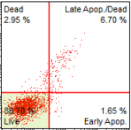 Dead Late Apop./Dead
2.95 % 6.70 %
1.65 %
Live Early Apop.